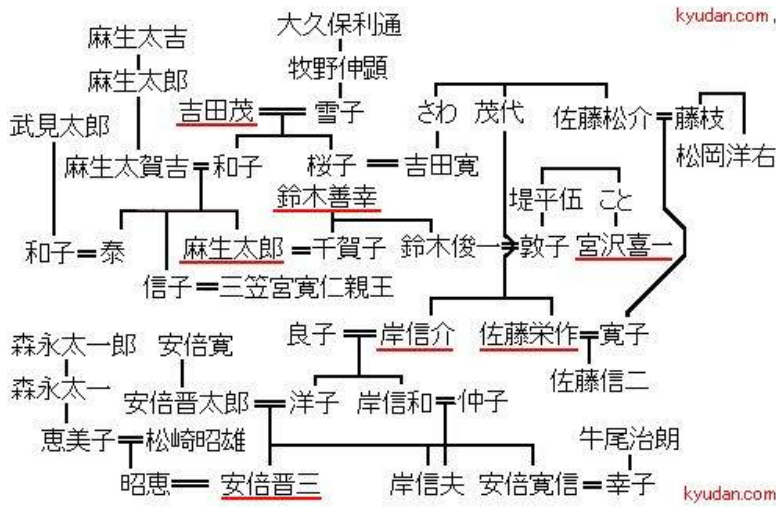 kyudan.com,
大久保利通
麻生太吉
牧野伸顕
麻生太郎
吉田茂 雪子 さわ 茂代 佐藤松介 藤枝
武見太郎
松岡洋右
麻生太賀吉 和子 桜子 吉田寛
鈴木善幸 堤平伍 こと
和子 泰 麻生太郎 千賀子 鈴木俊一 敦子 宮沢喜一
信子 三笠宮寛仁親王
森永太一郎 安倍寛 良子 岸信介 佐藤栄作 寛子
佐藤信二
森永太一 安倍晋太郎 洋子 岸信和 仲子
恵美子 松崎昭雄 牛尾治朗
昭恵 安倍晋三 岸信夫 安倍寛信 幸子
kyudan.com